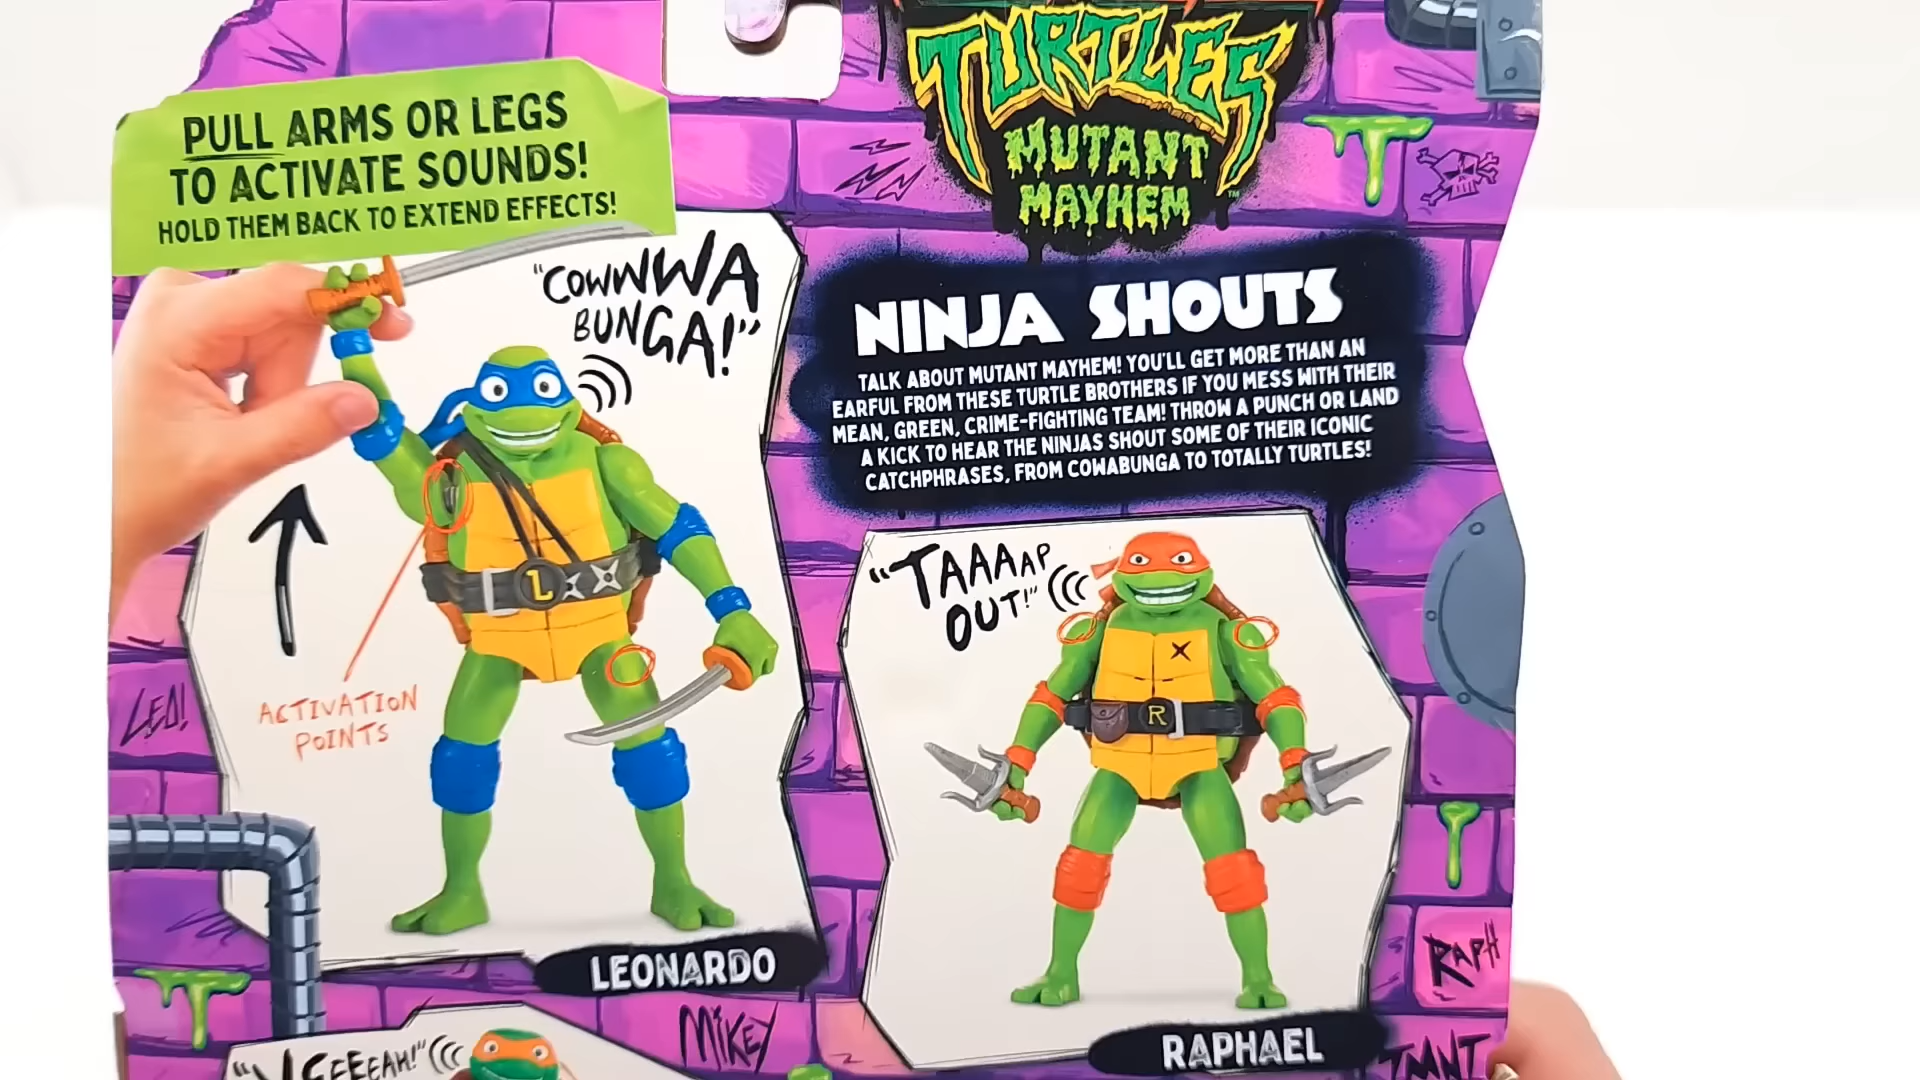 TURTLES
MUTANT
MAYHEM
™
PULL ARMS OR LEGS
TO ACTIVATE SOUNDS!
HOLD THEM BACK TO EXTEND EFFECTS!
"COWWWA
BUNGA!"
NINJA SHOUTS
TALK ABOUT MUTANT MAYHEM! YOU'LL GET MORE THAN AN
EARFUL FROM THESE TURTLE BROTHERS IF YOU MESS WITH THEIR
MEAN, GREEN, CRIME-FIGHTING TEAM! THROW A PUNCH OR LAND
A KICK TO HEAR THE NINJAS SHOUT SOME OF THEIR ICONIC
CATCHPHRASES, FROM COWABUNGA TO TOTALLY TURTLES!
L
ACTIVATION
POINTS
LEO!
LEONARDO
"TAAAAP
OUT!"
R
RAPHAEL
RAPH
MIKEY
TMNT